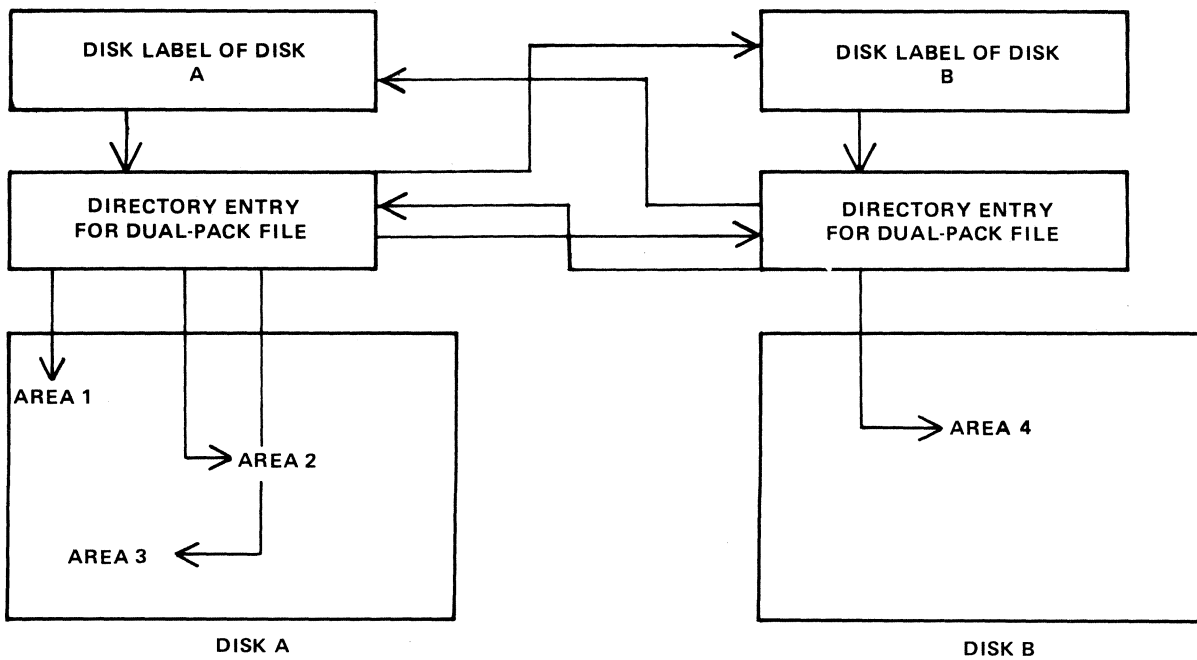 DISK LABEL OF DISK
A
DISK LABEL OF DISK
B
DIRECTORY ENTRY
FOR DUAL-PACK FILE
DIRECTORY ENTRY
FOR DUAL-PACK FILE
AREA 1
AREA 2
AREA 3
AREA 4
DISK A
DISK B